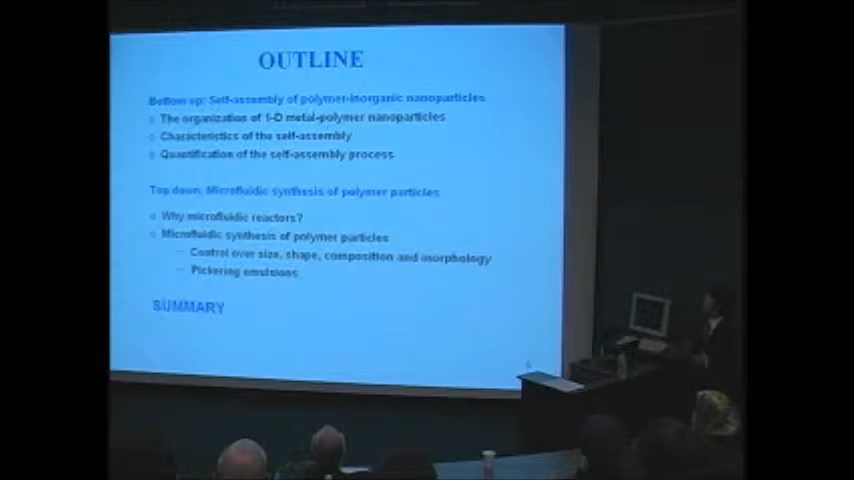 OUTLINE
Bottom up: Self-assembly of polymer-inorganic nanoparticles
The organization of 1-D metal-polymer nanoparticles
Characteristics of the self-assembly
Quantification of the self-assembly process
Top down: Microfluidic synthesis of polymer particles
Why microfluidic reactors?
Microfluidic synthesis of polymer particles
Control over size, shape, composition and morphology
Pickering emulsions
SUMMARY